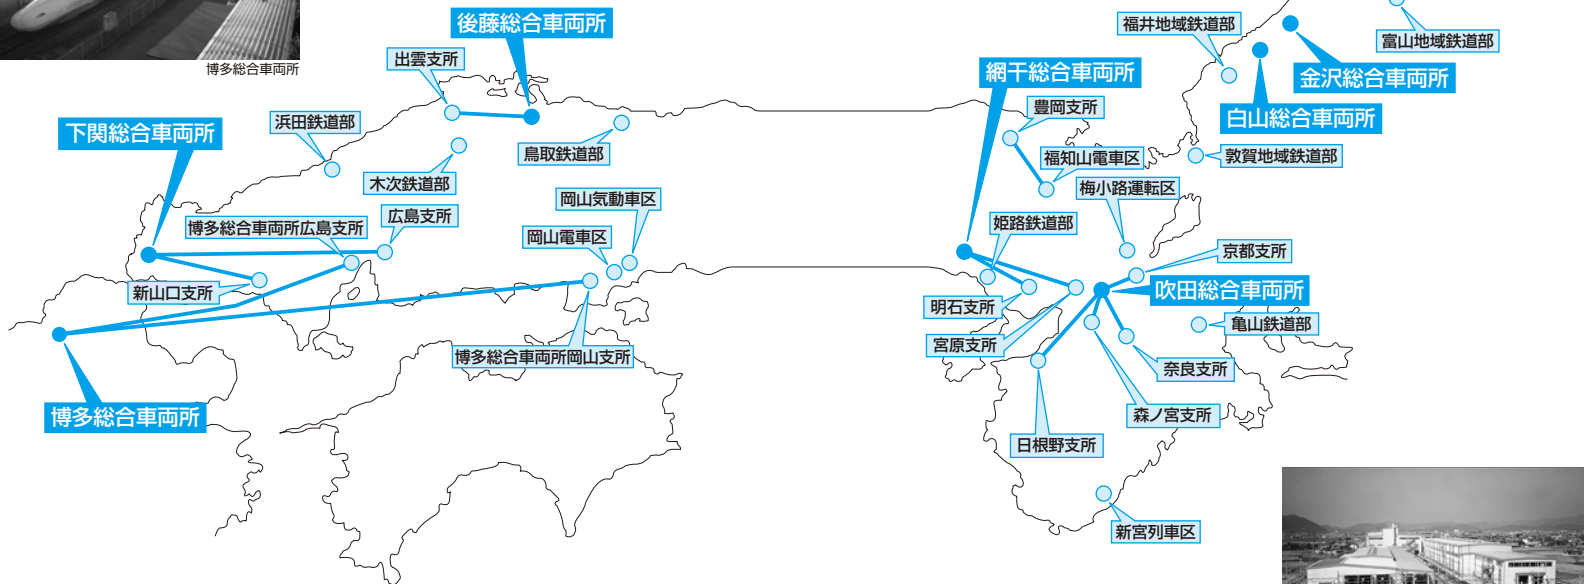 博多総合車両所
後藤総合車両所
出雲支所
浜田鉄道部
下関総合車両所
鳥取鉄道部
木次鉄道部
岡山気動車区
広島支所
博多総合車両所広島支所
岡山電車区
新山口支所
博多総合車両所岡山支所
博多総合車両所
福井地域鉄道部
富山地域鉄道部
金沢総合車両所
網干総合車両所
白山総合車両所
豊岡支所
福知山電車区
敦賀地域鉄道部
梅小路運転区
姫路鉄道部
京都支所
吹田総合車両所
明石支所
亀山鉄道部
宮原支所
奈良支所
森ノ宮支所
日根野支所
新宮列車区